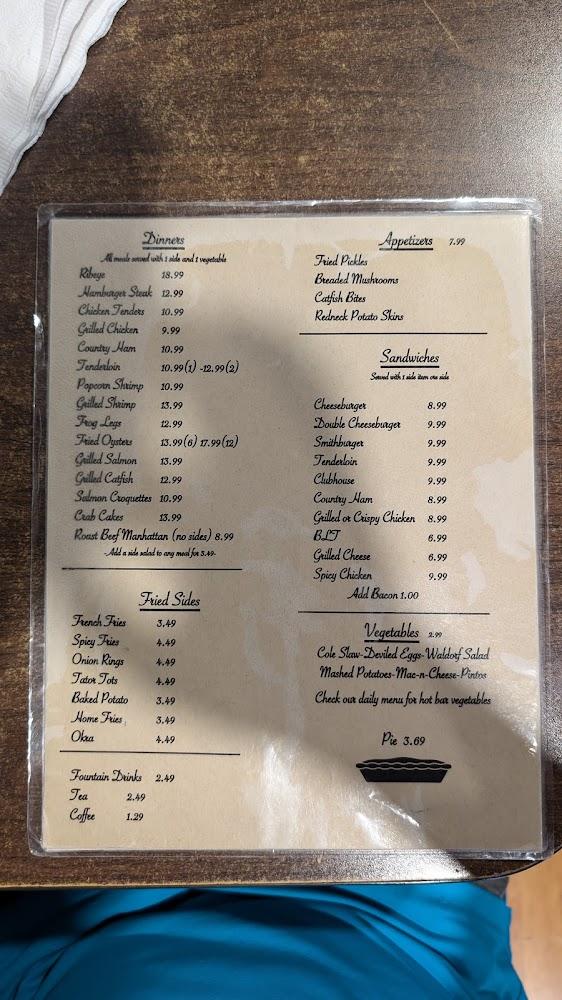 Dinners
All meals served with 1 side and 1 vegetable
Ribeye 18.99
Hamburger Steak 12.99
Chicken Tenders 10.99
Grilled Chicken 9.99
Country Ham 10.99
Tenderloin 10.99(1) -12.99(2)
Popcorn Shrimp 10.99
Grilled Shrimp 13.99
Frog Legs 12.99
Fried Oysters 13.99(6) 17.99(12)
Grilled Salmon 13.99
Grilled Catfish 12.99
Salmon Croquettes 10.99
Crab Cakes 13.99
Roast Beef Manhattan (no sides) 8.99
-Add a side salad to any meal for 3.49-
Fried Sides
French Fries 3.49
Spicy Fries 4.49
Onion Rings 4.49
Tator Tots 4.49
Baked Potato 3.49
Home Fries 3.49
Okra 4.49
Fountain Drinks 2.49
Tea 2.49
Coffee 1.29
Appetizers 7.99
Fried Pickles
Breaded Mushrooms
Catfish Bites
Redneck Potato Skins
Sandwiches
Served with 1 side item one side
Cheeseburger 8.99
Double Cheeseburger 9.99
Smithburger 9.99
Tenderloin 9.99
Clubhouse 9.99
Country Ham 8.99
Grilled or Crispy Chicken 8.99
BLT 6.99
Grilled Cheese 6.99
Spicy Chicken 9.99
Add Bacon 1.00
Vegetables 2.99
Cole Slaw-Deviled Eggs-Waldorf Salad
Mashed Potatoes-Mac-n-Cheese-Pintos
Check our daily menu for hot bar vegetables
Pie 3.69